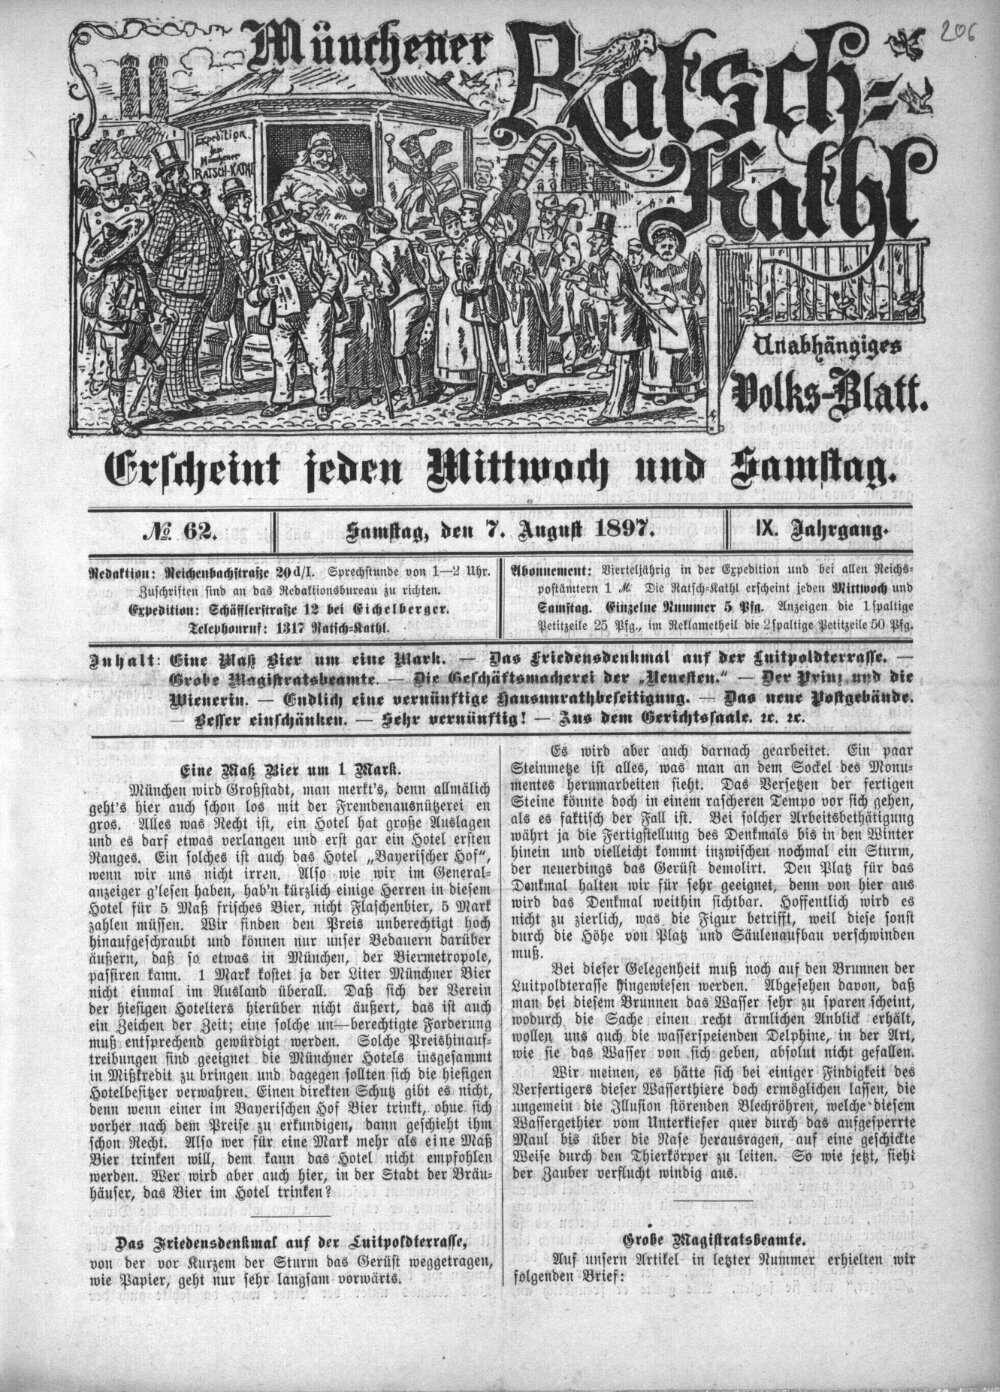 206
Münchener
Ratsch-
Kathl
Expedition
der
Münchener
RATSCH-KATHL
Unabhängiges
Volks-Blatt.
Erscheint jeden Mittwoch und Samstag.
№ 62.
Samstag, den 7. August 1897.
IX. Jahrgang.
Redaktion: Reichenbachstraße 20d/I. Sprechstunde von 1—2 Uhr.
Zuschriften sind an das Redaktionsbureau zu richten.
Expedition: Schäfflerstraße 12 bei Eichelberger.
Telephonruf: 1317 Ratsch-Kathl.
Abonnement: Vierteljährig in der Expedition und bei allen Reichs-
postämtern 1 M. Die Ratsch-Kathl erscheint jeden Mittwoch und
Samstag. Einzelne Nummer 5 Pfg. Anzeigen die 1spaltige
Petitzeile 25 Pfg., im Reklametheil die 2spaltige Petitzeile 50 Pfg.
Inhalt: Eine Maß Bier um eine Mark. — Das Friedensdenkmal auf der Luitpoldterrasse. —
Grobe Magistratsbeamte. — Die Geschäftsmacherei der „Neuesten.“ — Der Prinz und die
Wienerin. — Endlich eine vernünftige Hausunrathbeseitigung. — Das neue Postgebäude.
— Besser einschänken. — Sehr vernünftig! — Aus dem Gerichtssaale. ꝛc. ꝛc.
Eine Maß Bier um 1 Mark.
München wird Großstadt, man merkt's, denn allmälich
geht's hier auch schon los mit der Fremdenausnützerei en
gros. Alles was Recht ist, ein Hotel hat große Auslagen
und es darf etwas verlangen und erst gar ein Hotel ersten
Ranges. Ein solches ist auch das Hotel „Bayerischer Hof“,
wenn wir uns nicht irren. Also wie wir im General-
anzeiger g'lesen haben, hab'n kürzlich einige Herren in diesem
Hotel für 5 Maß frisches Bier, nicht Flaschenbier, 5 Mark
zahlen müssen. Wir finden den Preis unberechtigt hoch
hinaufgeschraubt und können nur unser Bedauern darüber
äußern, daß so etwas in München, der Biermetropole,
passiren kann. 1 Mark kostet ja der Liter Münchner Bier
nicht einmal im Ausland überall. Daß sich der Verein
der hiesigen Hoteliers hierüber nicht äußert, das ist auch
ein Zeichen der Zeit; eine solche un—berechtigte Forderung
muß entsprechend gewürdigt werden. Solche Preishinauf-
treibungen sind geeignet die Münchner Hotels insgesammt
in Mißkredit zu bringen und dagegen sollten sich die hiesigen
Hotelbesitzer verwahren. Einen direkten Schutz gibt es nicht,
denn wenn einer im Bayerischen Hof Bier trinkt, ohne sich
vorher nach dem Preise zu erkundigen, dann geschieht ihm
schon Recht. Also wer für eine Mark mehr als eine Maß
Bier trinken will, dem kann das Hotel nicht empfohlen
werden. Wer wird aber auch hier, in der Stadt der Bräu-
häuser, das Bier im Hotel trinken?
Das Friedensdenkmal auf der Luitpoldterrasse,
von der vor Kurzem der Sturm das Gerüst weggetragen,
wie Papier, geht nur sehr langsam vorwärts.
Es wird aber auch darnach gearbeitet. Ein paar
Steinmetze ist alles, was man an dem Sockel des Monu-
mentes herumarbeiten sieht. Das Versetzen der fertigen
Steine könnte doch in einem rascheren Tempo vor sich gehen,
als es faktisch der Fall ist. Bei solcher Arbeitsbethätigung
währt ja die Fertigstellung des Denkmals bis in den Winter
hinein und vielleicht kommt inzwischen nochmal ein Sturm,
der neuerdings das Gerüst demolirt. Den Platz für das
Denkmal halten wir für sehr geeignet, denn von hier aus
wird das Denkmal weithin sichtbar. Hoffentlich wird es
nicht zu zierlich, was die Figur betrifft, weil diese sonst
durch die Höhe von Platz und Säulenaufbau verschwinden
muß.
Bei dieser Gelegenheit muß noch auf den Brunnen der
Luitpoldterasse hingewiesen werden. Abgesehen davon, daß
man bei diesem Brunnen das Wasser sehr zu sparen scheint,
wodurch die Sache einen recht ärmlichen Anblick erhält,
wollen uns auch die wasserspeienden Delphine, in der Art,
wie sie das Wasser von sich geben, absolut nicht gefallen.
Wir meinen, es hätte sich bei einiger Findigkeit des
Verfertigers dieser Wasserthiere doch ermöglichen lassen, die
ungemein die Illusion störenden Blechröhren, welche diesem
Wassergethier vom Unterkiefer quer durch das aufgesperrte
Maul bis über die Nase herausragen, auf eine geschickte
Weise durch den Thierkörper zu leiten. So wie jetzt, sieht
der Zauber verflucht windig aus.
Grobe Magistratsbeamte.
Auf unsern Artikel in letzter Nummer erhielten wir
folgenden Brief: